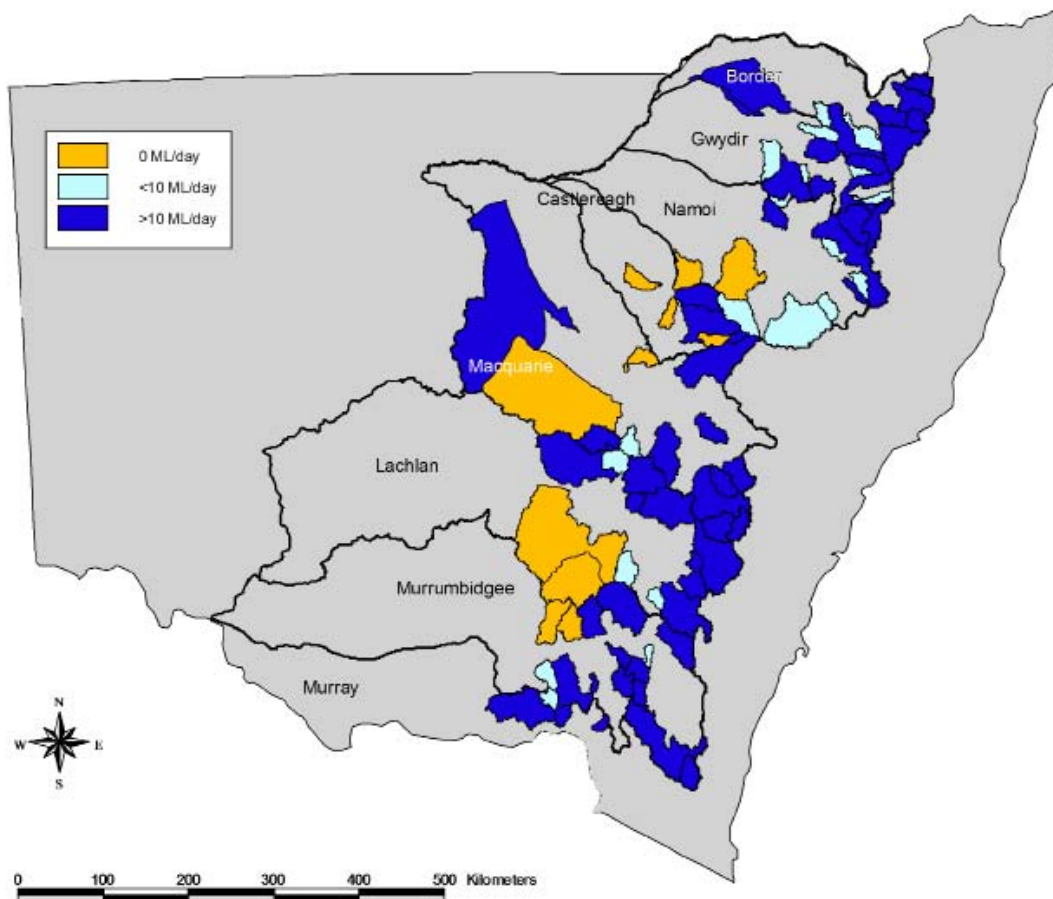 Border
Gwydir
0 ML/day
<10 ML/day
>10 ML/day
Castlereagh
Namoi
Macquarie
Lachlan
Murrumbidgee
Murray
N
W E
S
0 100 200 300 400 500 Kilometers